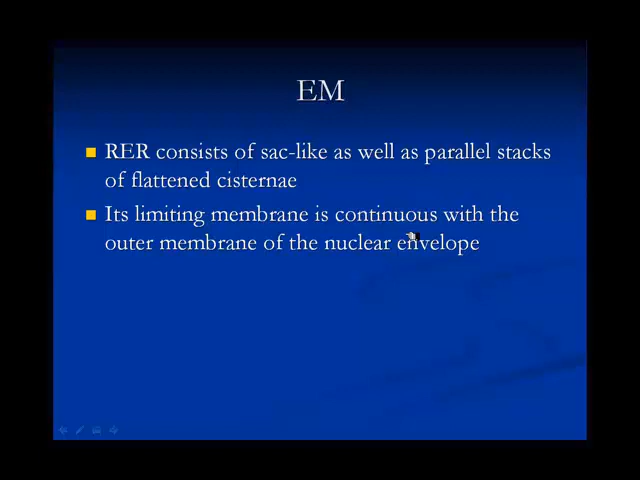 EM
RER consists of sac-like as well as parallel stacks
of flattened cisternae
Its limiting membrane is continuous with the
outer membrane of the nuclear envelope